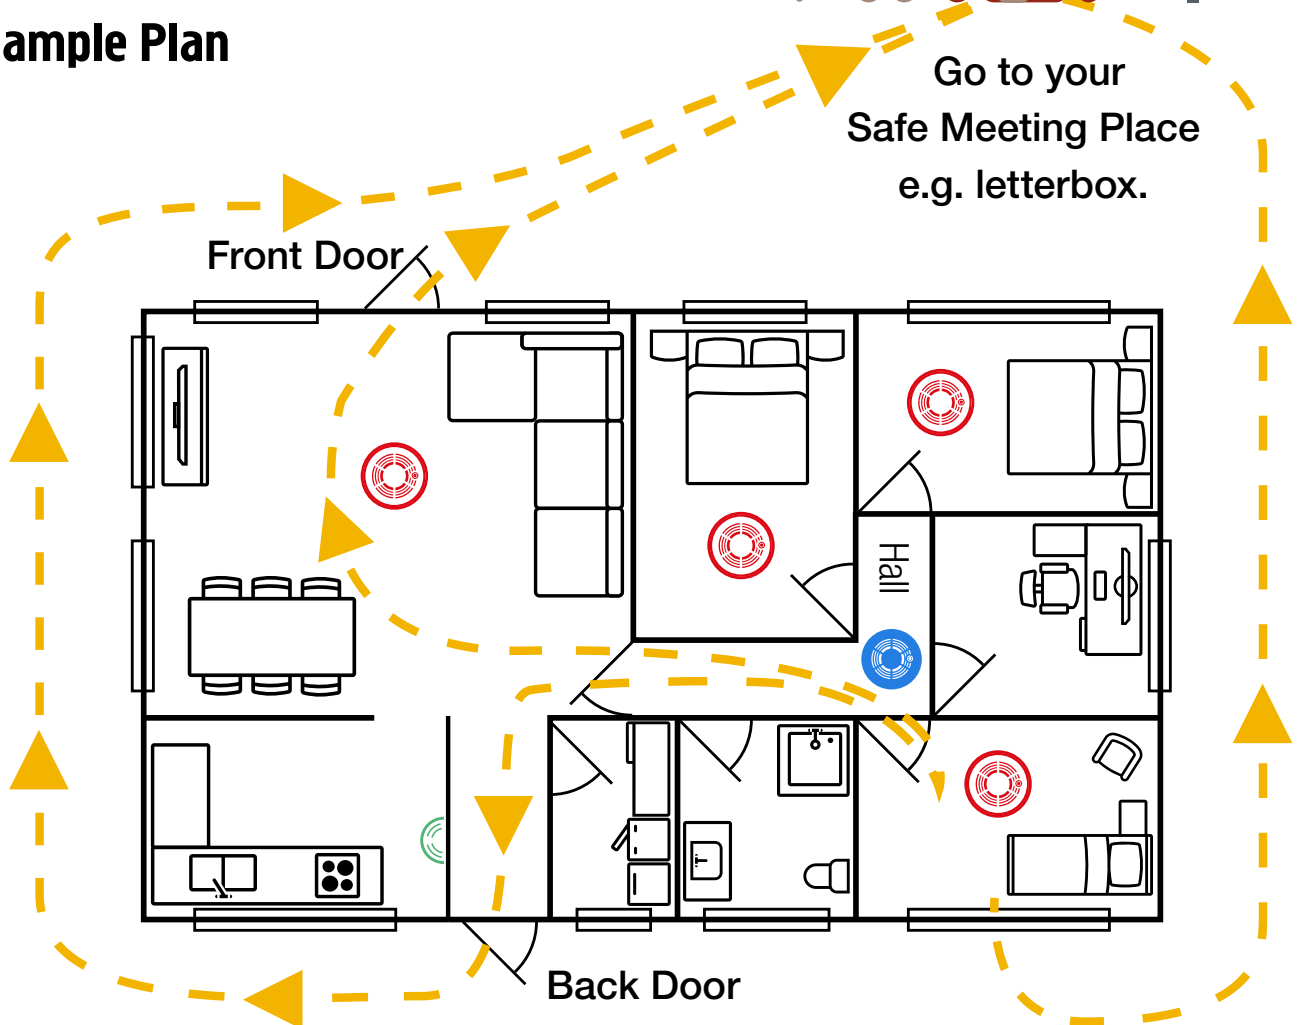 ample Plan
Go to your
Safe Meeting Place
e.g. letterbox.
Front Door
Hall
Back Door